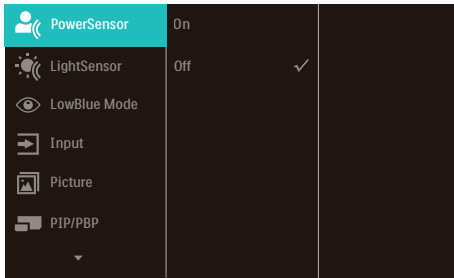 PowerSensor
On
LightSensor
Off
LowBlue Mode
Input
Picture
PIP/PBP